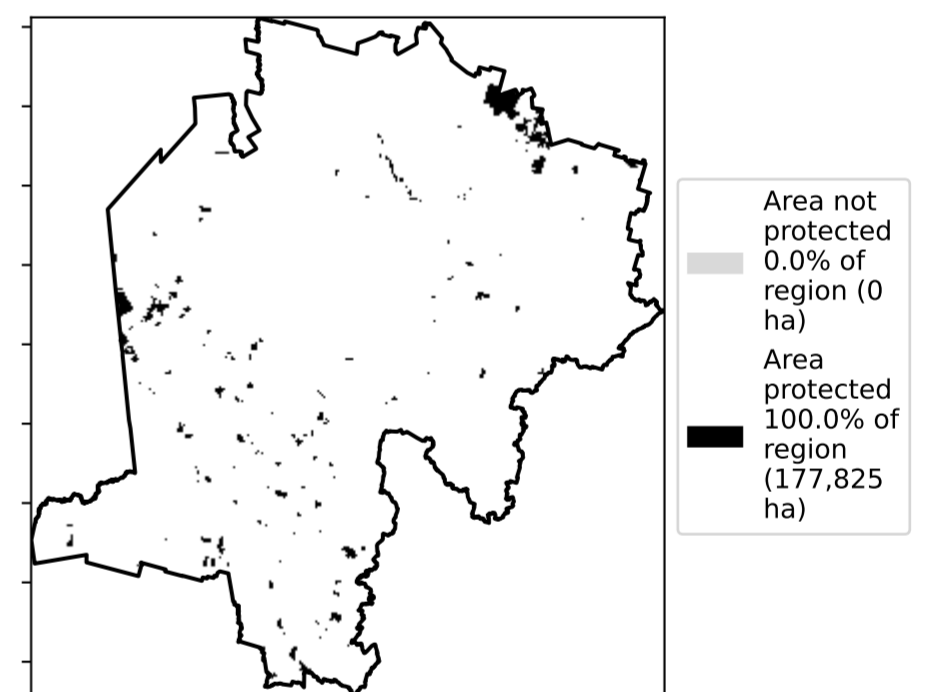 Area not
protected
0.0% of
region (0
ha)
Area
protected
100.0% of
region
(177,825
ha)